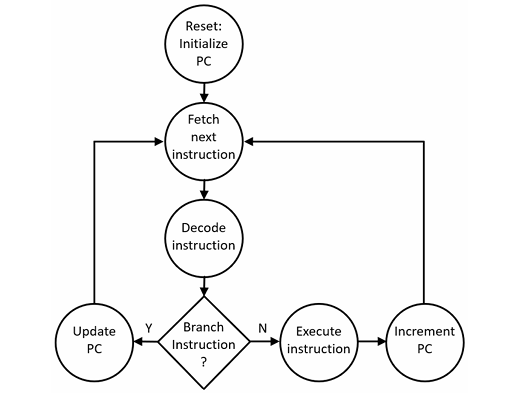 Reset:
Initialize
PC
Fetch
next
instruction
Decode
instruction
Update
PC
Y
Branch
Instruction
?
N
Execute
instruction
Increment
PC